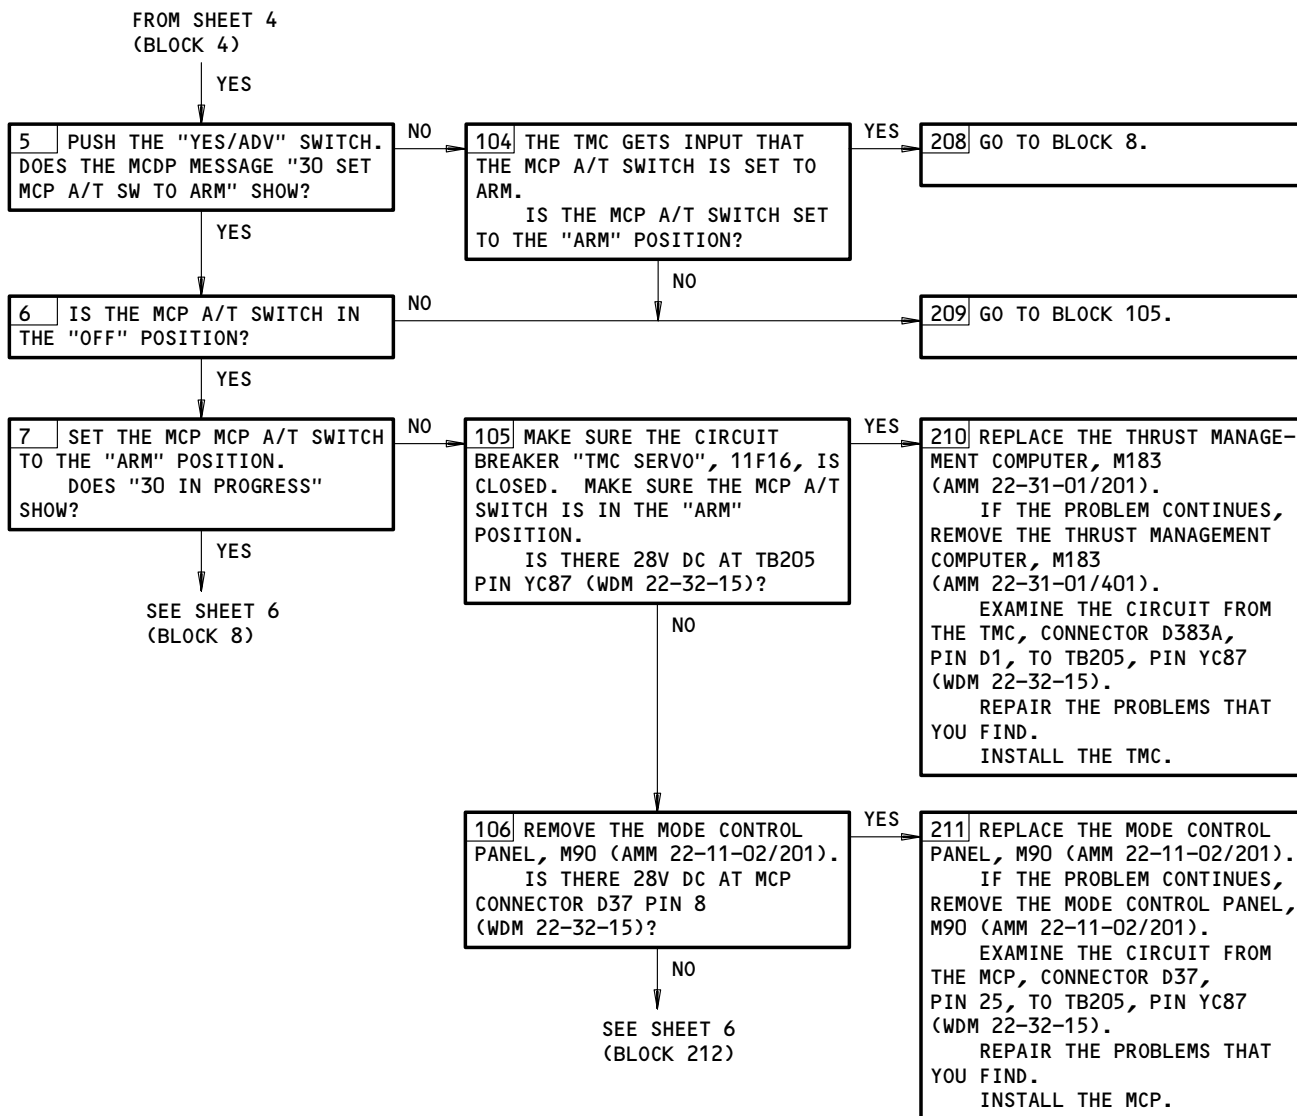 FROM SHEET 4
(BLOCK 4)
YES
5 PUSH THE "YES/ADV" SWITCH.
DOES THE MCDP MESSAGE "30 SET
MCP A/T SW TO ARM" SHOW?
NO
104 THE TMC GETS INPUT THAT
THE MCP A/T SWITCH IS SET TO
ARM.
IS THE MCP A/T SWITCH SET
TO THE "ARM" POSITION?
YES
208 GO TO BLOCK 8.
YES
NO
6 IS THE MCP A/T SWITCH IN
THE "OFF" POSITION?
NO
209 GO TO BLOCK 105.
YES
7 SET THE MCP MCP A/T SWITCH
TO THE "ARM" POSITION.
DOES "30 IN PROGRESS"
SHOW?
NO
105 MAKE SURE THE CIRCUIT
BREAKER "TMC SERVO", 11F16, IS
CLOSED. MAKE SURE THE MCP A/T
SWITCH IS IN THE "ARM"
POSITION.
IS THERE 28V DC AT TB205
PIN YC87 (WDM 22-32-15)?
YES
210 REPLACE THE THRUST MANAGE-
MENT COMPUTER, M183
(AMM 22-31-01/201).
IF THE PROBLEM CONTINUES,
REMOVE THE THRUST MANAGEMENT
COMPUTER, M183
(AMM 22-31-01/401).
EXAMINE THE CIRCUIT FROM
THE TMC, CONNECTOR D383A,
PIN D1, TO TB205, PIN YC87
(WDM 22-32-15).
REPAIR THE PROBLEMS THAT
YOU FIND.
INSTALL THE TMC.
YES
SEE SHEET 6
(BLOCK 8)
NO
106 REMOVE THE MODE CONTROL
PANEL, M90 (AMM 22-11-02/201).
IS THERE 28V DC AT MCP
CONNECTOR D37 PIN 8
(WDM 22-32-15)?
YES
211 REPLACE THE MODE CONTROL
PANEL, M90 (AMM 22-11-02/201).
IF THE PROBLEM CONTINUES,
REMOVE THE MODE CONTROL PANEL,
M90 (AMM 22-11-02/201).
EXAMINE THE CIRCUIT FROM
THE MCP, CONNECTOR D37,
PIN 25, TO TB205, PIN YC87
(WDM 22-32-15).
REPAIR THE PROBLEMS THAT
YOU FIND.
INSTALL THE MCP.
NO
SEE SHEET 6
(BLOCK 212)